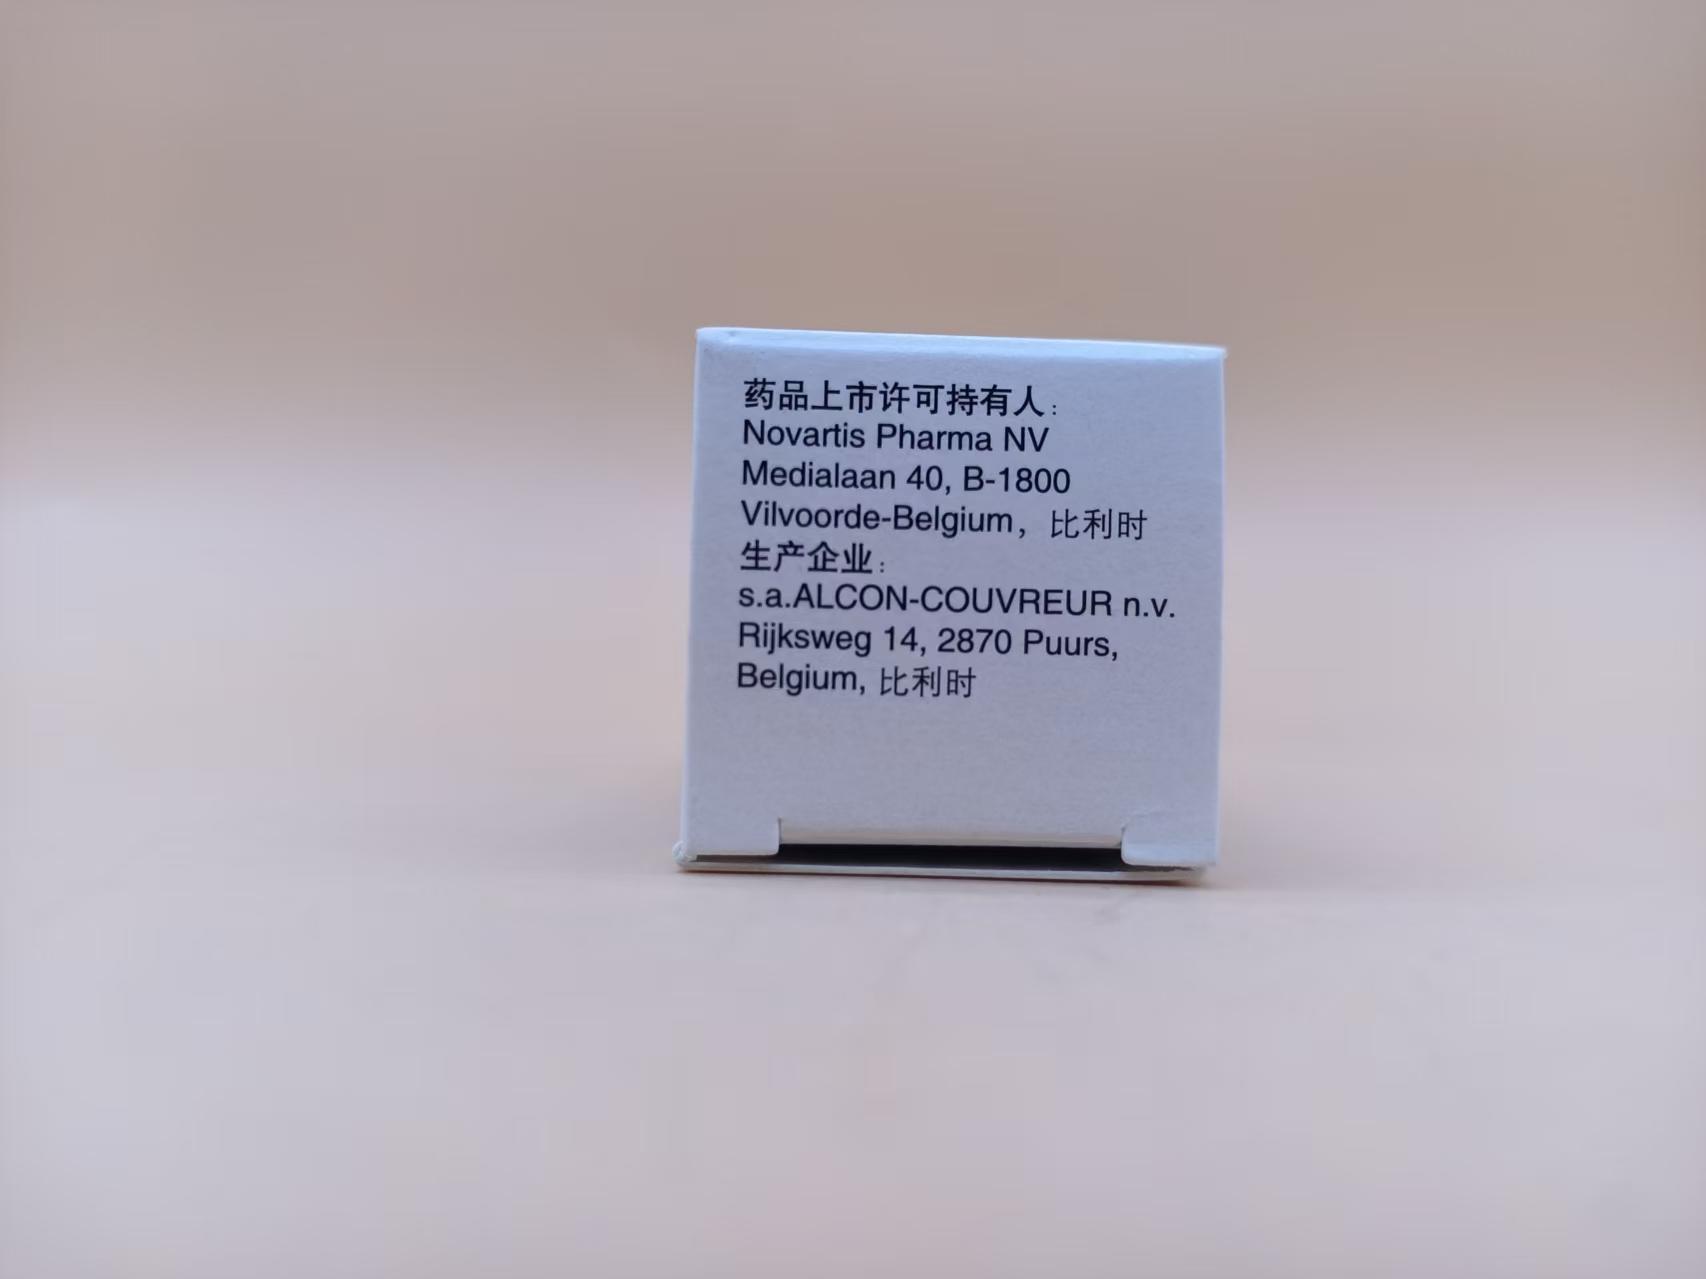 药品上市许可持有人：
Novartis Pharma NV
Medialaan 40, B-1800
Vilvoorde-Belgium，比利时
生产企业：
s.a.ALCON-COUVREUR n.v.
Rijksweg 14, 2870 Puurs,
Belgium, 比利时